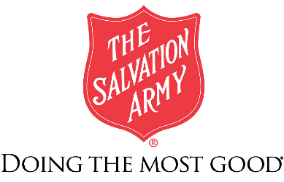 THE
SALVATION
ARMY
®
DOING THE MOST GOOD®